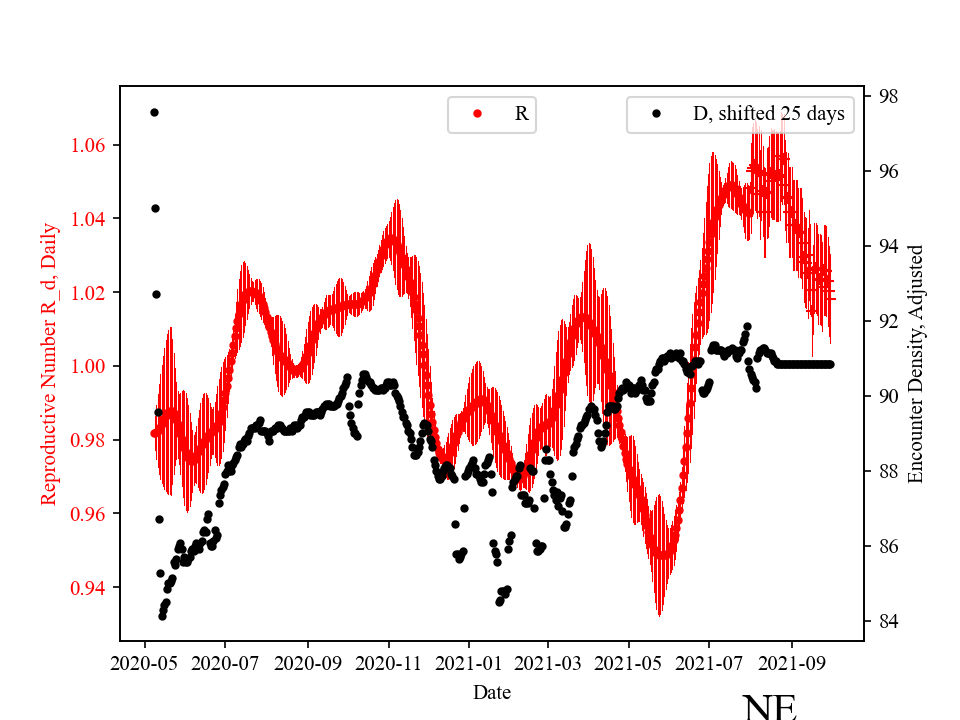 R
D, shifted 25 days
1.06
1.04
1.02
1.00
0.98
0.96
0.94
Reproductive Number R_d, Daily
98
96
94
92
90
88
86
84
Encounter Density, Adjusted
2020-05 2020-07 2020-09 2020-11 2021-01 2021-03 2021-05 2021-07 2021-09
Date
NE